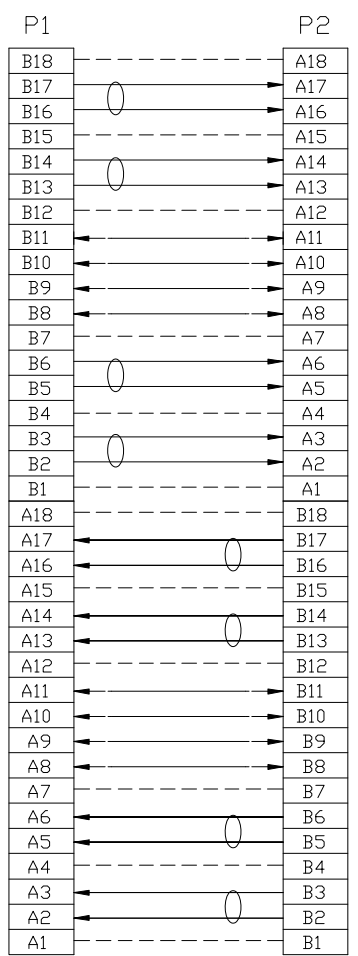 P1 P2
B18 A18
B17 A17
B16 A16
B15 A15
B14 A14
B13 A13
B12 A12
B11 A11
B10 A10
B9 A9
B8 A8
B7 A7
B6 A6
B5 A5
B4 A4
B3 A3
B2 A2
B1 A1
A18 B18
A17 B17
A16 B16
A15 B15
A14 B14
A13 B13
A12 B12
A11 B11
A10 B10
A9 B9
A8 B8
A7 B7
A6 B6
A5 B5
A4 B4
A3 B3
A2 B2
A1 B1